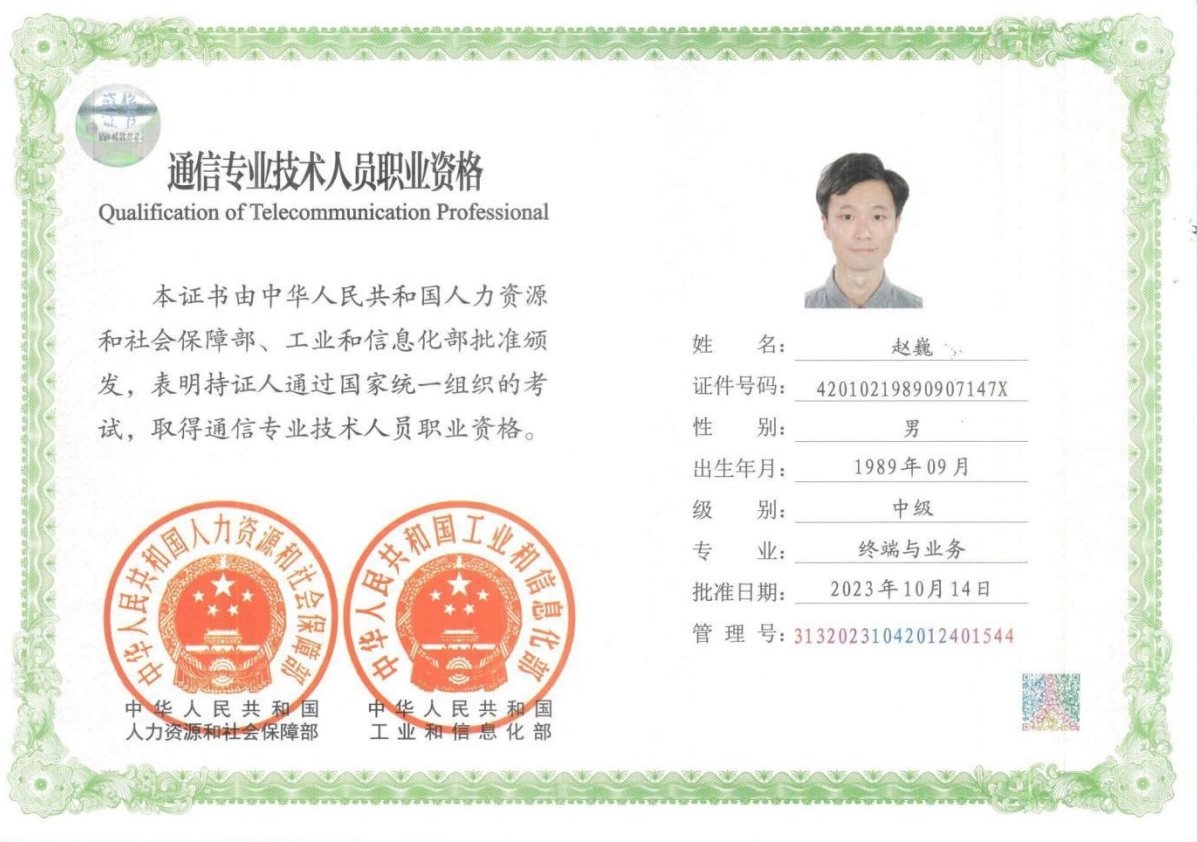 通信专业技术人员职业资格
Qualification of Telecommunication Professional
本证书由中华人民共和国人力资源
和社会保障部、工业和信息化部批准颁
发，表明持证人通过国家统一组织的考
试，取得通信专业技术人员职业资格。
中华人民共和国人力资源和社会保障部
中华人民共和国工业和信息化部
中华人民共和国
人力资源和社会保障部
中华人民共和国
工业和信息化部
姓名：赵巍
证件号码：42010219890907147X
性别：男
出生年月：1989年09月
级别：中级
专业：终端与业务
批准日期：2023年10月14日
管理号：31320231042012401544